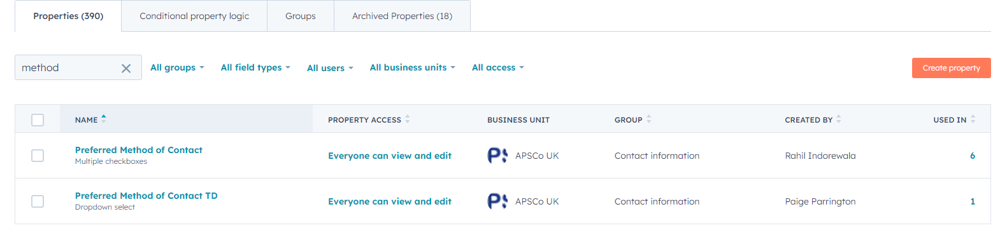 Properties (390) Conditional property logic Groups Archived Properties (18)
method All groups All field types All users All business units All access Create property
NAME PROPERTY ACCESS BUSINESS UNIT GROUP CREATED BY USED IN
Preferred Method of Contact Everyone can view and edit APSCo UK Contact information Rahil Indorewala 6
Multiple checkboxes
Preferred Method of Contact TD Everyone can view and edit APSCo UK Contact information Paige Parrington 1
Dropdown select